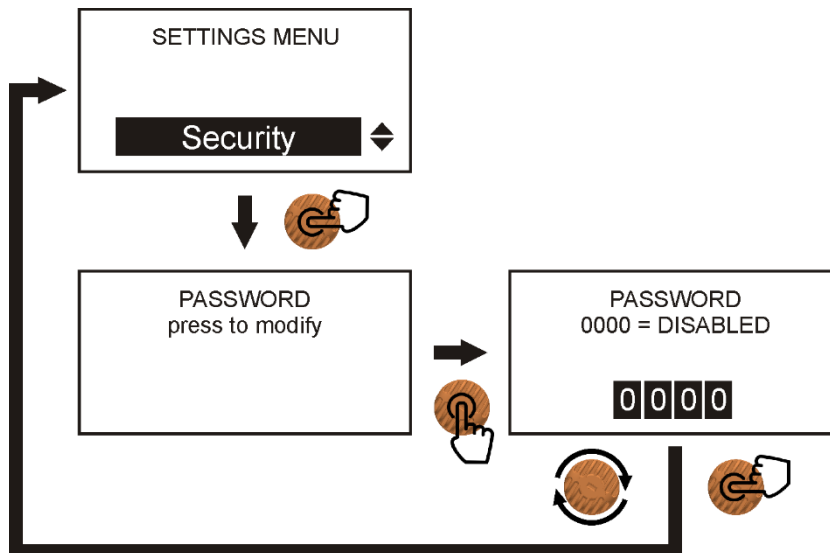 SETTINGS MENU
Security
PASSWORD
press to modify
PASSWORD
0000 = DISABLED
0000